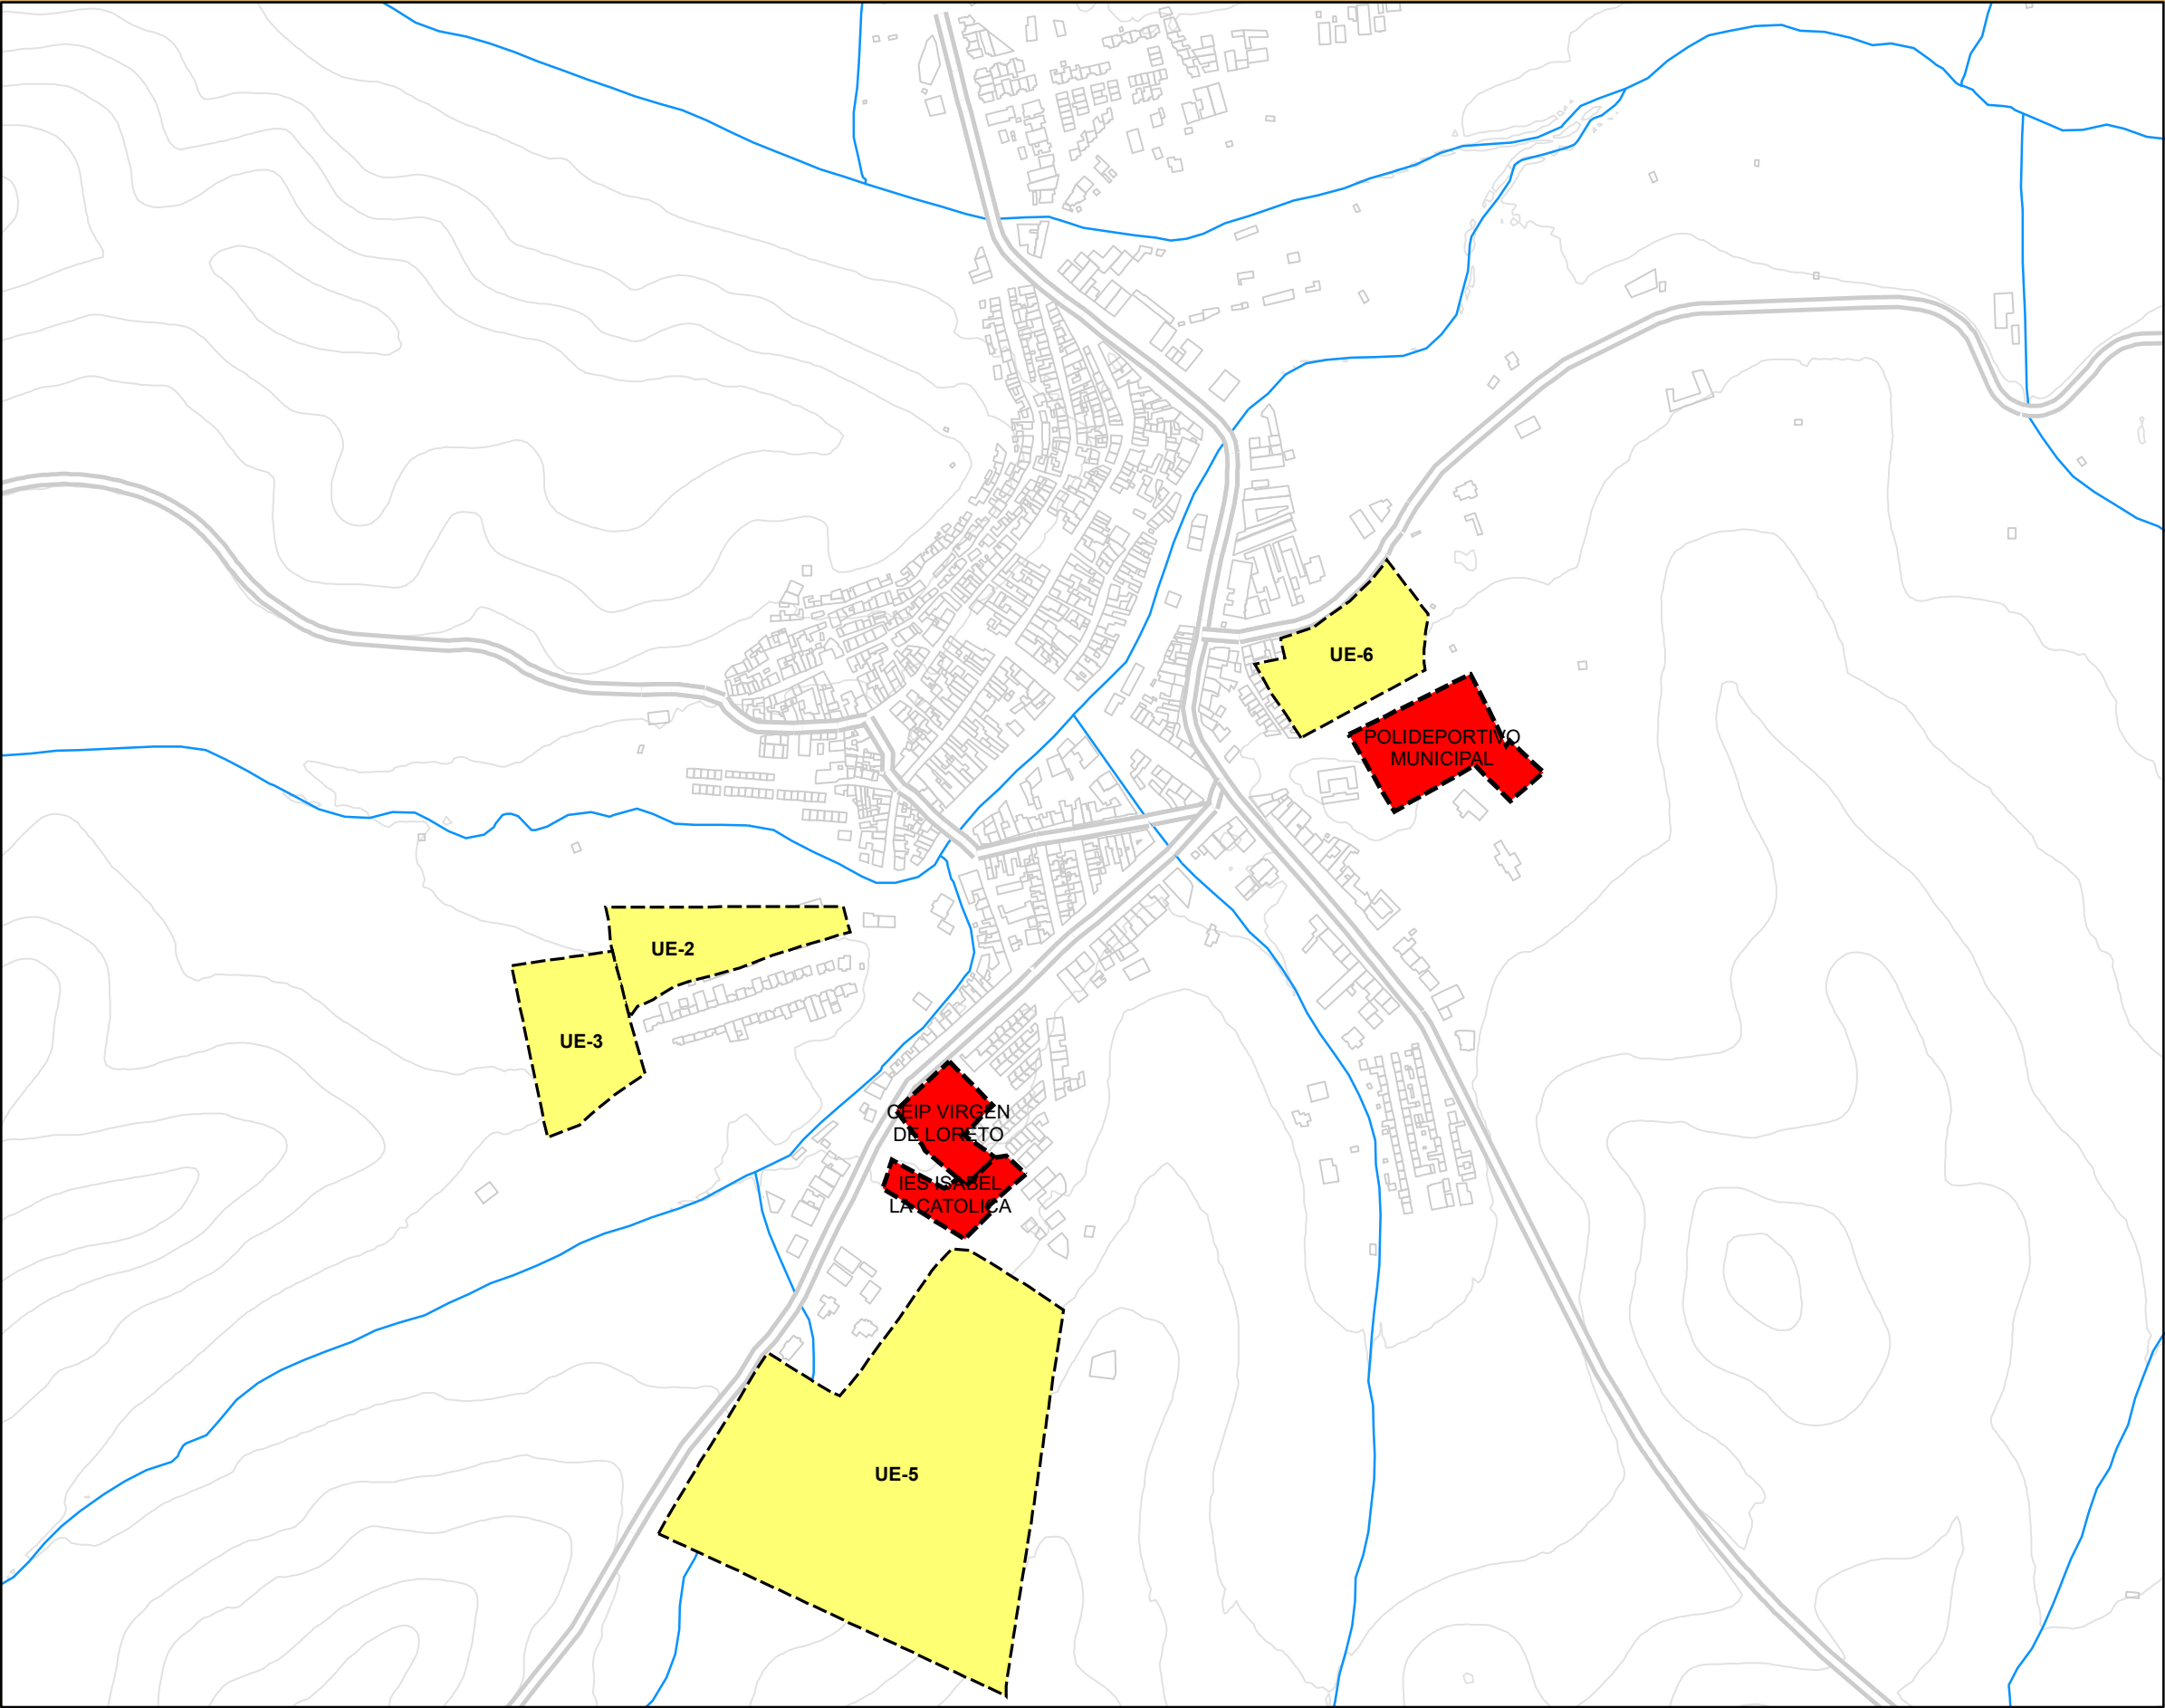 UE-6
POLIDEPORTIVO
MUNICIPAL
UE-2
UE-3
CEIP VIRGEN
DE LORETO
IES ISABEL
LA CATOLICA
UE-5